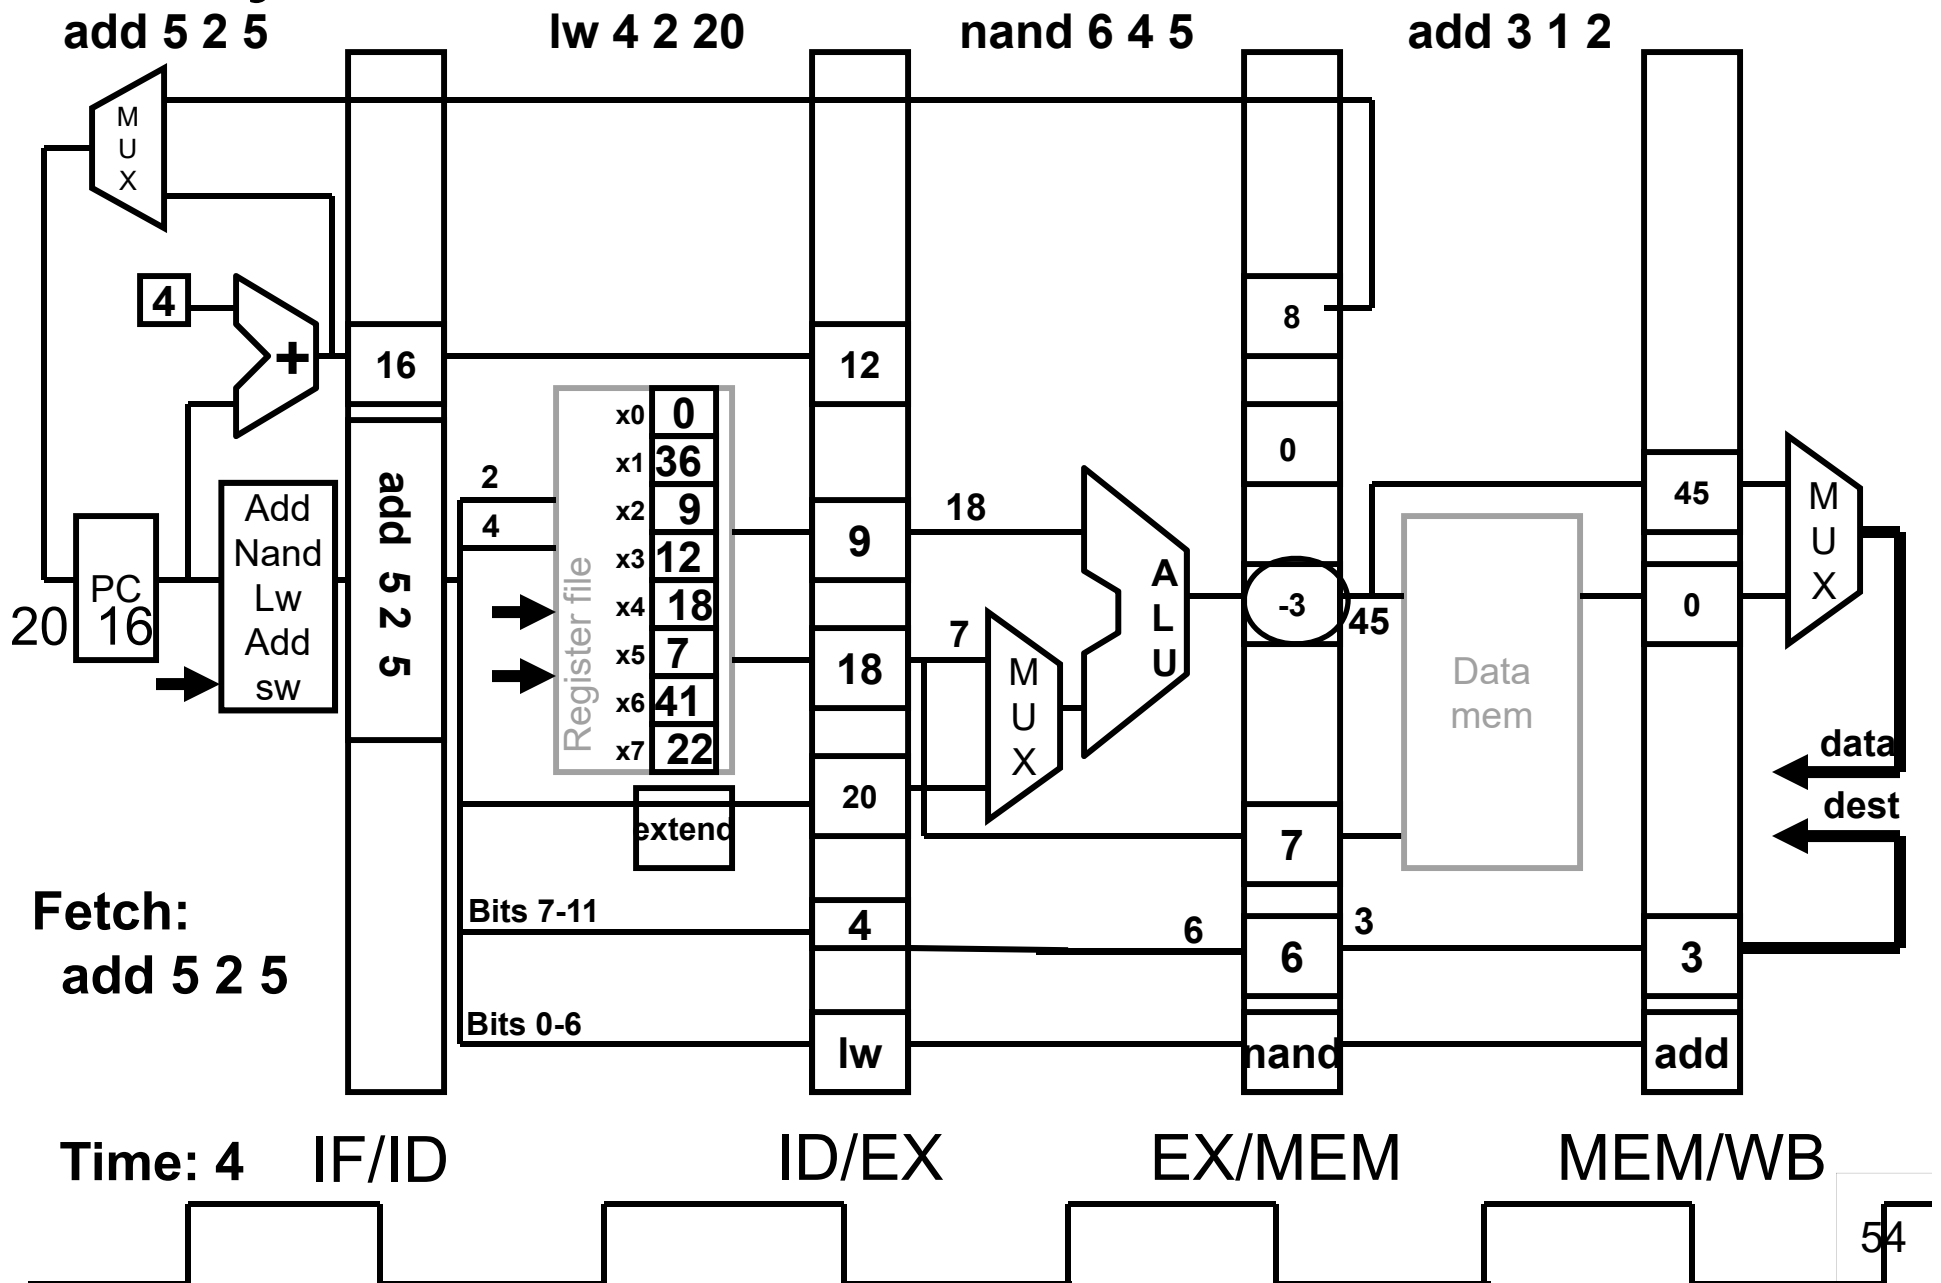 add 5 2 5
lw 4 2 20
nand 6 4 5
add 3 1 2
M
U
X
4
+
16
12
8
0
PC
20
16
Add
Nand
Lw
Add
sw
add 5 2 5
2
4
Register file
x0 0
x1 36
x2 9
x3 12
x4 18
x5 7
x6 41
x7 22
extend
9
18
20
18
7
M
U
X
A
L
U
-3
45
7
Data
mem
45
0
M
U
X
data
dest
Fetch:
add 5 2 5
Bits 7-11
4
6
6
3
3
Bits 0-6
lw
nand
add
Time: 4
IF/ID
ID/EX
EX/MEM
MEM/WB
54